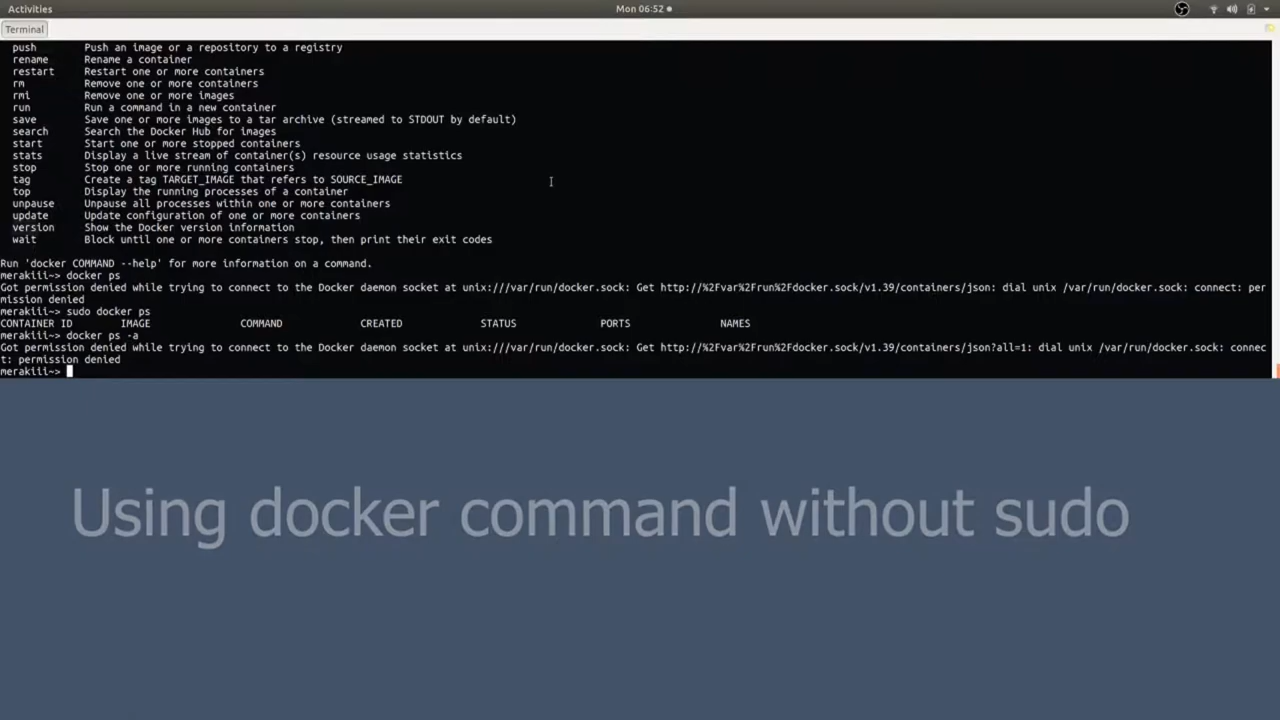 Activities
Mon 06:52
Terminal
push Push an image or a repository to a registry
rename Rename a container
restart Restart one or more containers
rm Remove one or more containers
rmi Remove one or more images
run Run a command in a new container
save Save one or more images to a tar archive (streamed to STDOUT by default)
search Search the Docker Hub for images
start Start one or more stopped containers
stats Display a live stream of container(s) resource usage statistics
stop Stop one or more running containers
tag Create a tag TARGET_IMAGE that refers to SOURCE_IMAGE
top Display the running processes of a container
unpause Unpause all processes within one or more containers
update Update configuration of one or more containers
version Show the Docker version information
wait Block until one or more containers stop, then print their exit codes
Run 'docker COMMAND --help' for more information on a command.
merakiii~> docker ps
Got permission denied while trying to connect to the Docker daemon socket at unix:///var/run/docker.sock: Get http://%2Fvar%2Frun%2Fdocker.sock/v1.39/containers/json: dial unix /var/run/docker.sock: connect: per
mission denied
merakiii~> sudo docker ps
CONTAINER ID IMAGE COMMAND CREATED STATUS PORTS NAMES
merakiii~> docker ps -a
Got permission denied while trying to connect to the Docker daemon socket at unix:///var/run/docker.sock: Get http://%2Fvar%2Frun%2Fdocker.sock/v1.39/containers/json?all=1: dial unix /var/run/docker.sock: connec
t: permission denied
merakiii~>
Using docker command without sudo